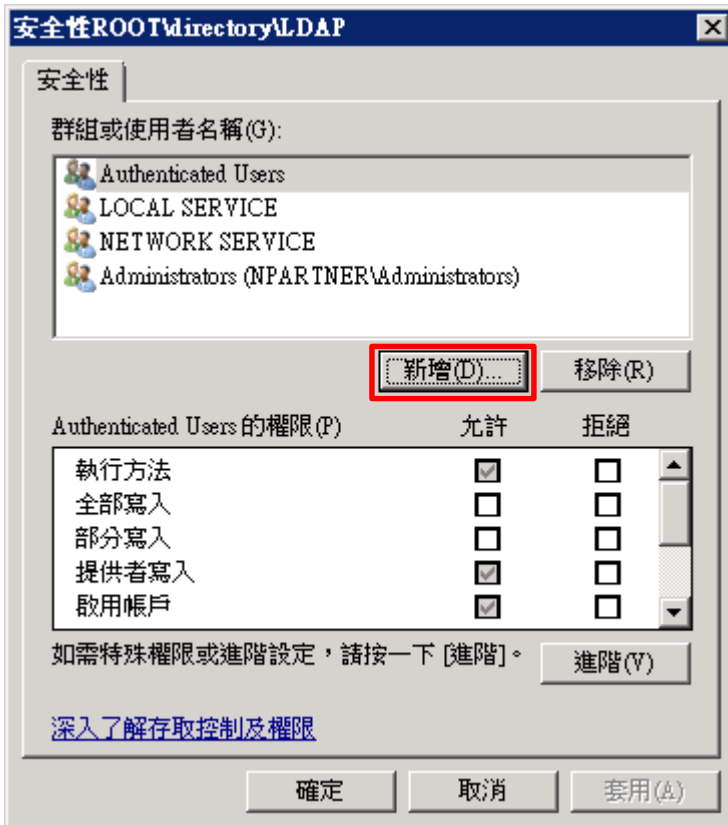 安全性ROOT\directory\LDAP
安全性
群組或使用者名稱(G):
Authenticated Users
LOCAL SERVICE
NETWORK SERVICE
Administrators (NPARTNER\Administrators)
新增(D)... 移除(R)
Authenticated Users 的權限(P) 允許 拒絕
執行方法
全部寫入
部分寫入
提供者寫入
啟用帳戶
如需特殊權限或進階設定，請按一下 [進階]。 進階(V)
深入了解存取控制及權限
確定 取消 套用(A)